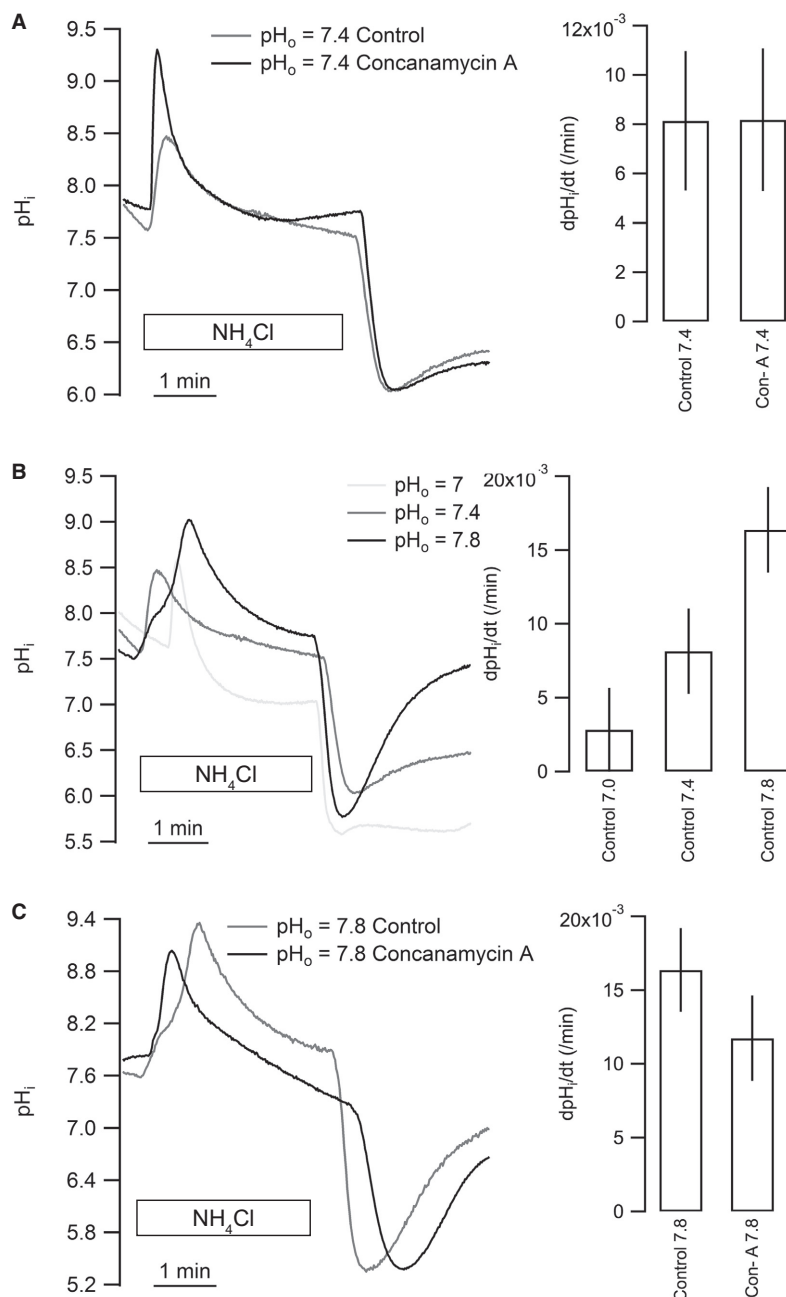 A
9.5
9.0
8.5
8.0
7.5
7.0
6.5
6.0
pHi
pHo = 7.4 Control
pHo = 7.4 Concanamycin A
NH4Cl
1 min
12x10-3
10
8
6
4
2
0
dpHi/dt (/min)
Control 7.4
Con- A 7.4
B
9.5
9.0
8.5
8.0
7.5
7.0
6.5
6.0
5.5
pHi
pHo = 7
pHo = 7.4
pHo = 7.8
NH4Cl
1 min
20x10-3
15
10
5
0
dpHi/dt (/min)
Control 7.0
Control 7.4
Control 7.8
C
9.4
8.8
8.2
7.6
7.0
6.4
5.8
5.2
pHi
pHo = 7.8 Control
pHo = 7.8 Concanamycin A
NH4Cl
1 min
20x10-3
15
10
5
0
dpHi/dt (/min)
Control 7.8
Con- A 7.8